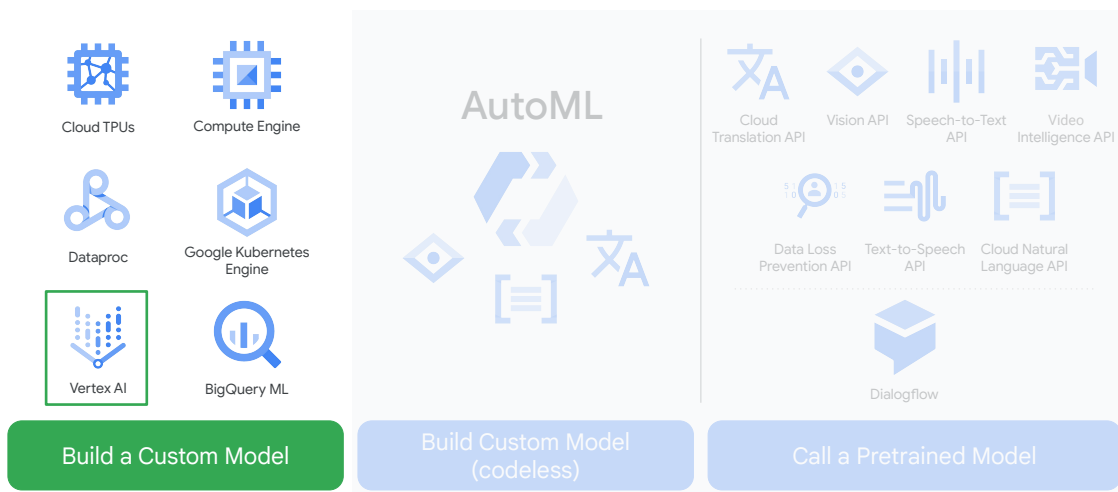 Cloud TPUs
Compute Engine
Dataproc
Google Kubernetes
Engine
Vertex AI
BigQuery ML
Build a Custom Model
AutoML
Build Custom Model
(codeless)
Cloud
Translation API
Vision API
Speech-to-Text
API
Video
Intelligence API
Data Loss
Prevention API
Text-to-Speech
API
Cloud Natural
Language API
Dialogflow
Call a Pretrained Model